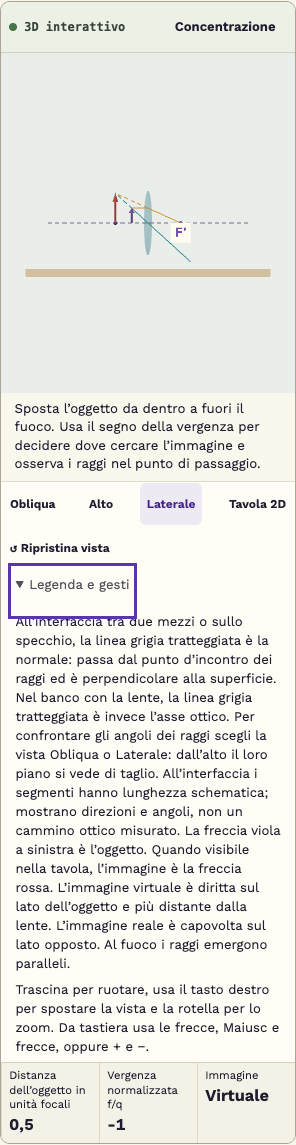 3D interattivo
Concentrazione
F′
Sposta l’oggetto da dentro a fuori il
fuoco. Usa il segno della vergenza per
decidere dove cercare l’immagine e
osserva i raggi nel punto di passaggio.
Obliqua Alto Laterale Tavola 2D
↺ Ripristina vista
▼ Legenda e gesti
All’interfaccia tra due mezzi o sullo
specchio, la linea grigia tratteggiata è la
normale: passa dal punto d’incontro dei
raggi ed è perpendicolare alla superficie.
Nel banco con la lente, la linea grigia
tratteggiata è invece l’asse ottico. Per
confrontare gli angoli dei raggi scegli la
vista Obliqua o Laterale: dall’alto il loro
piano si vede di taglio. All’interfaccia i
segmenti hanno lunghezza schematica;
mostrano direzioni e angoli, non un
cammino ottico misurato. La freccia viola
a sinistra è l’oggetto. Quando visibile
nella tavola, l’immagine è la freccia
rossa. L’immagine virtuale è diritta sul
lato dell’oggetto e più distante dalla
lente. L’immagine reale è capovolta sul
lato opposto. Al fuoco i raggi emergono
paralleli.
Trascina per ruotare, usa il tasto destro
per spostare la vista e la rotella per lo
zoom. Da tastiera usa le frecce, Maiusc e
frecce, oppure + e −.
Distanza
dell’oggetto in
unità focali
0,5
Vergenza
normalizzata
f/q
-1
Immagine
Virtuale